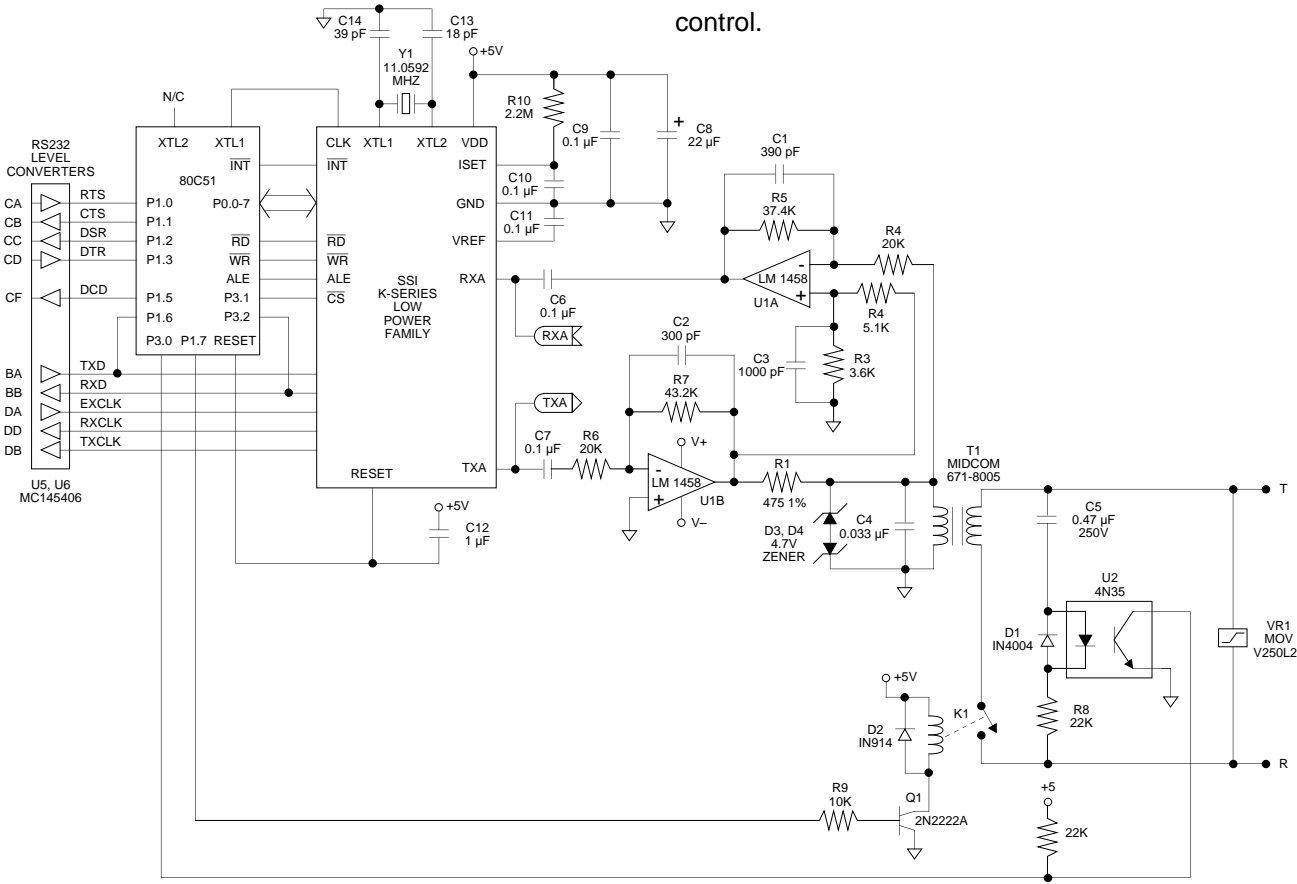 control.
C14
39 pF
C13
18 pF
Y1
11.0592
MHZ
+5V
N/C
R10
2.2M
C9
0.1 µF
+
C8
22 µF
C1
390 pF
RS232
LEVEL
CONVERTERS
XTL2
XTL1
CLK
XTL1
XTL2
VDD
INT
INT
ISET
80C51
C10
0.1 µF
R5
37.4K
CA
RTS
P1.0
P0.0-7
GND
CB
CTS
P1.1
C11
0.1 µF
R4
20K
CC
DSR
P1.2
RD
RD
VREF
CD
DTR
P1.3
WR
WR
-
ALE
ALE
RXA
LM 1458
SSI
K-SERIES
LOW
POWER
FAMILY
CF
DCD
P1.5
P3.1
CS
+
U1A
R4
5.1K
C6
0.1 µF
P1.6
P3.2
P3.0
P1.7
RESET
RXA
C2
300 pF
C3
1000 pF
R3
3.6K
BA
TXD
BB
RXD
R7
43.2K
DA
EXCLK
TXA
DD
RXCLK
C7
0.1 µF
R6
20K
V+
DB
TXCLK
T1
MIDCOM
671-8005
RESET
TXA
-
LM 1458
+
U1B
R1
475 1%
U5, U6
MC145406
T
+5V
C12
1 µF
V–
D3, D4
4.7V
ZENER
C4
0.033 µF
C5
0.47 µF
250V
U2
4N35
D1
IN4004
VR1
MOV
V250L2
+5V
K1
D2
IN914
R8
22K
R
R9
10K
Q1
2N2222A
+5
22K